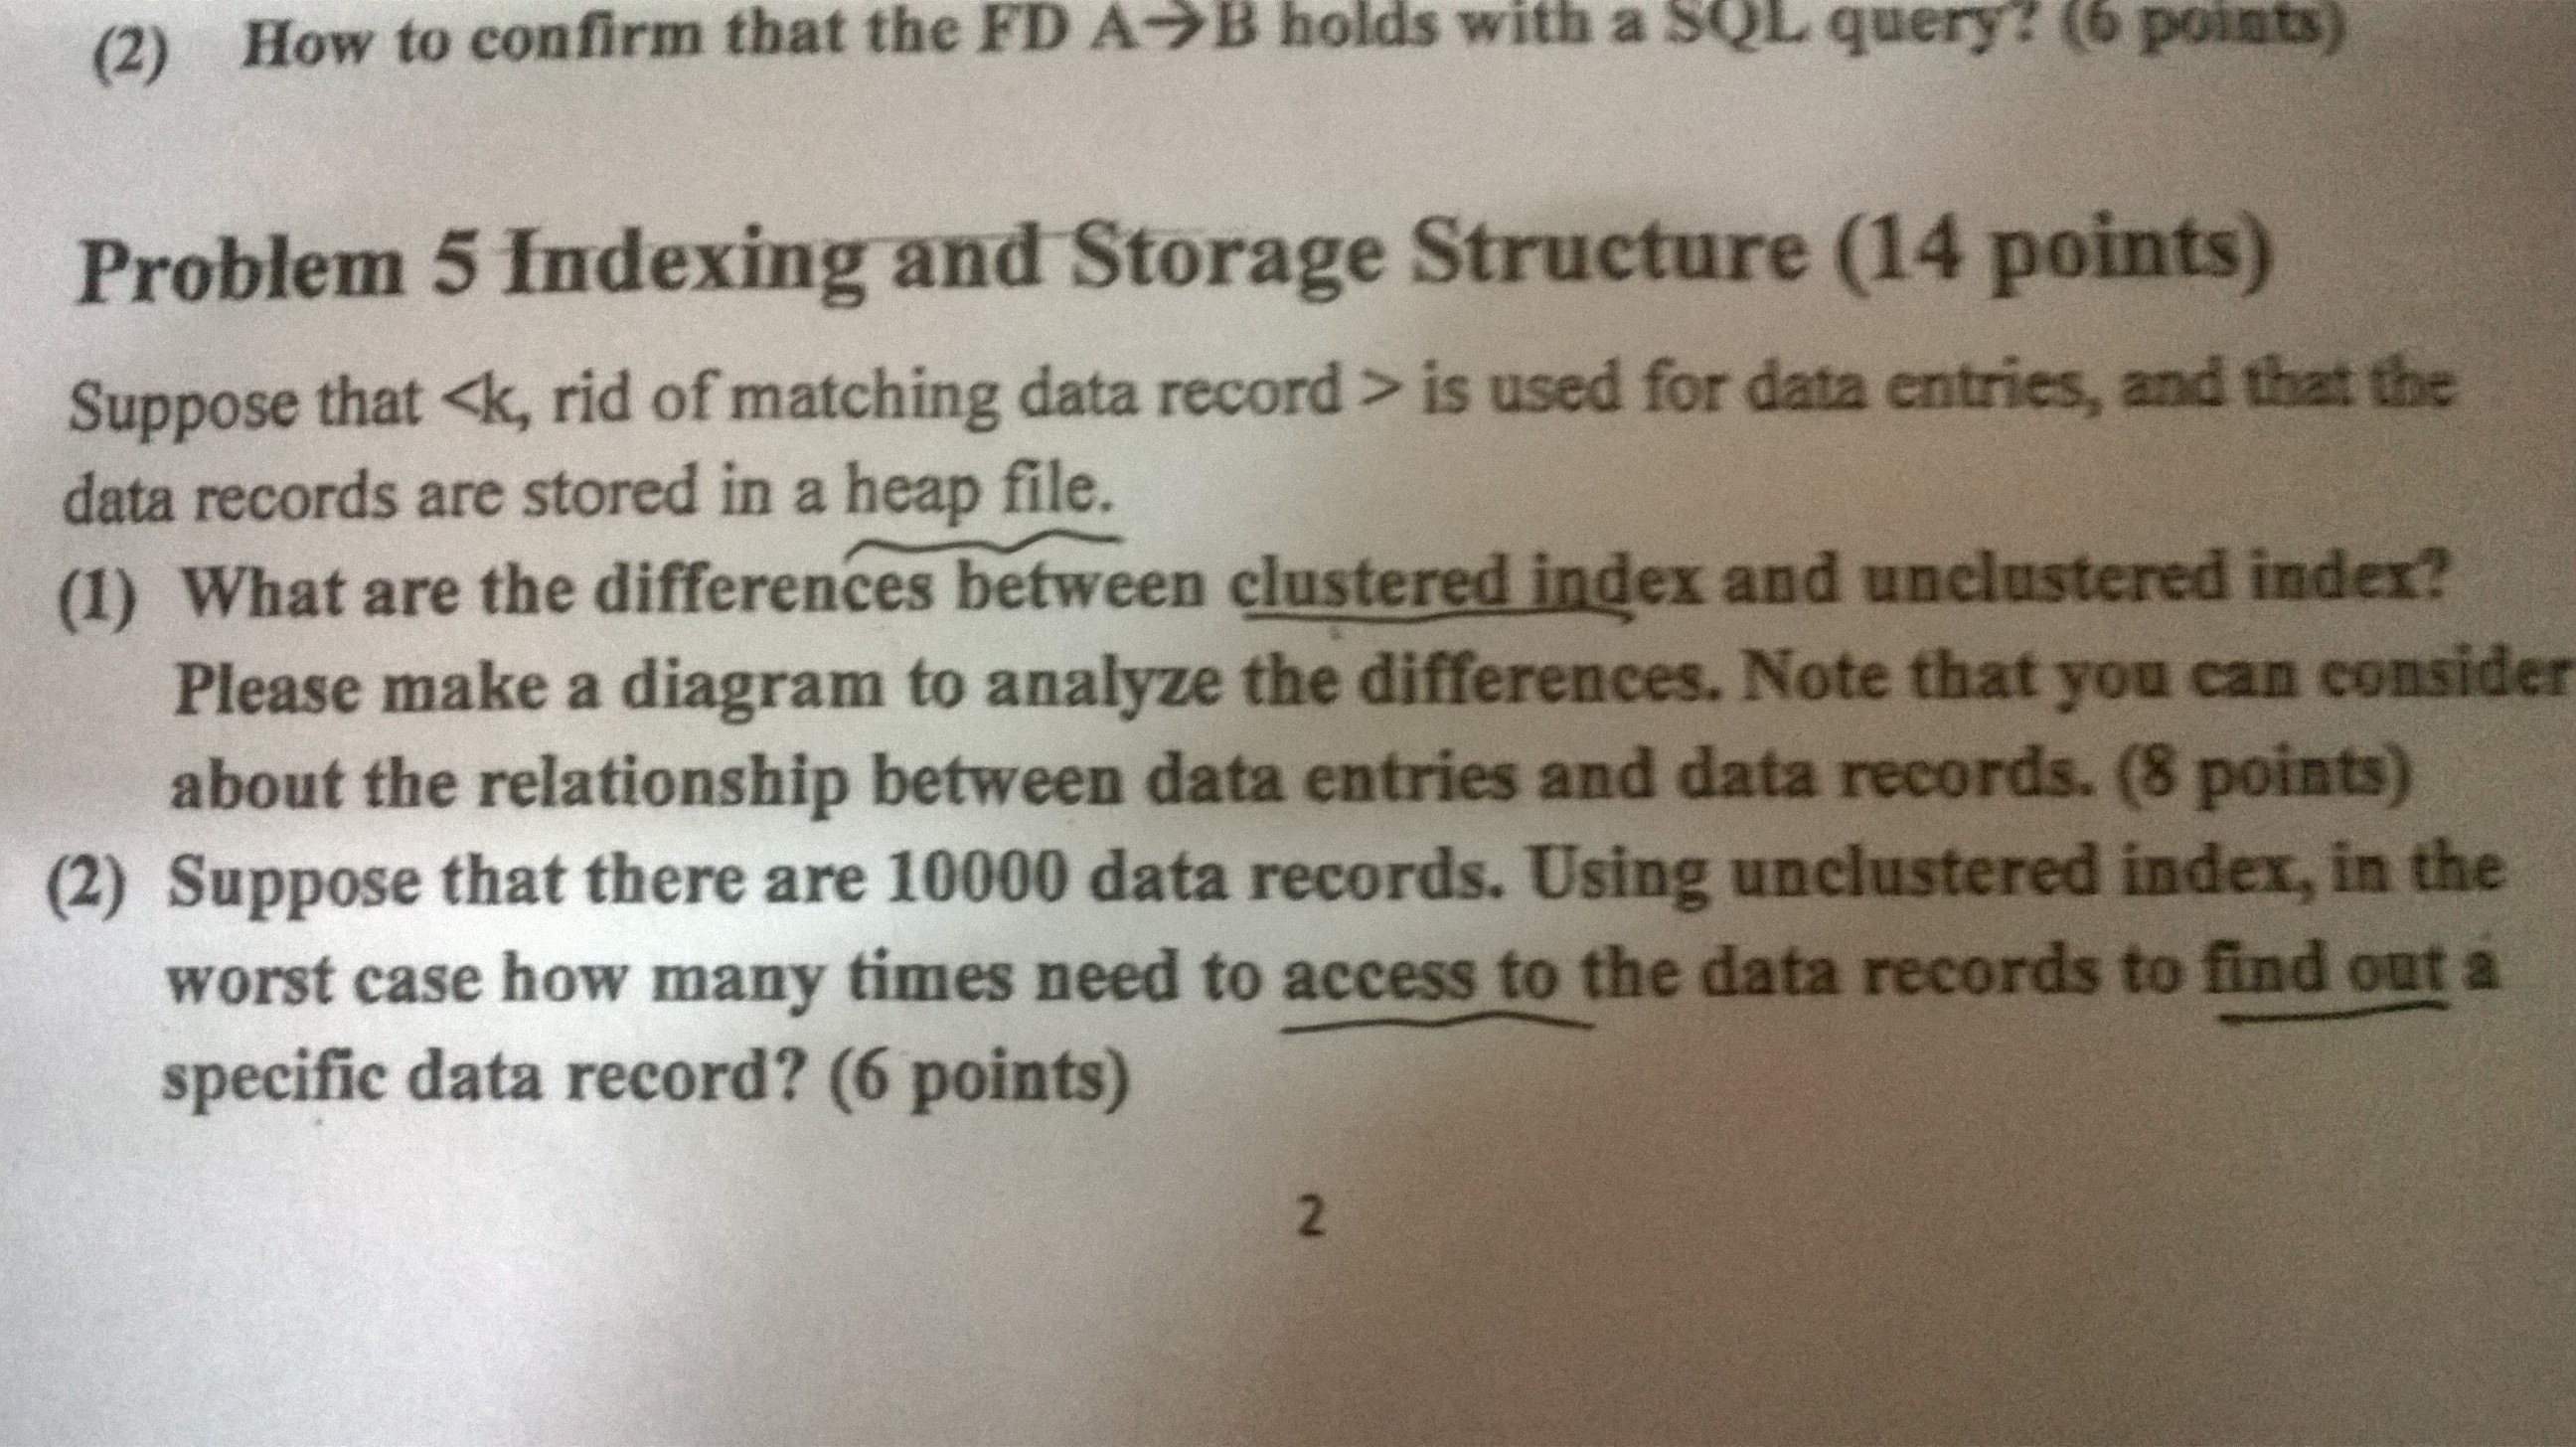 (2) How to confirm that the FD A→B holds with a SQL query? (6 points)
Problem 5 Indexing and Storage Structure (14 points)
Suppose that <k, rid of matching data record > is used for data entries, and that the
data records are stored in a heap file.
(1) What are the differences between clustered index and unclustered index?
Please make a diagram to analyze the differences. Note that you can consider
about the relationship between data entries and data records. (8 points)
(2) Suppose that there are 10000 data records. Using unclustered index, in the
worst case how many times need to access to the data records to find out a
specific data record? (6 points)
2